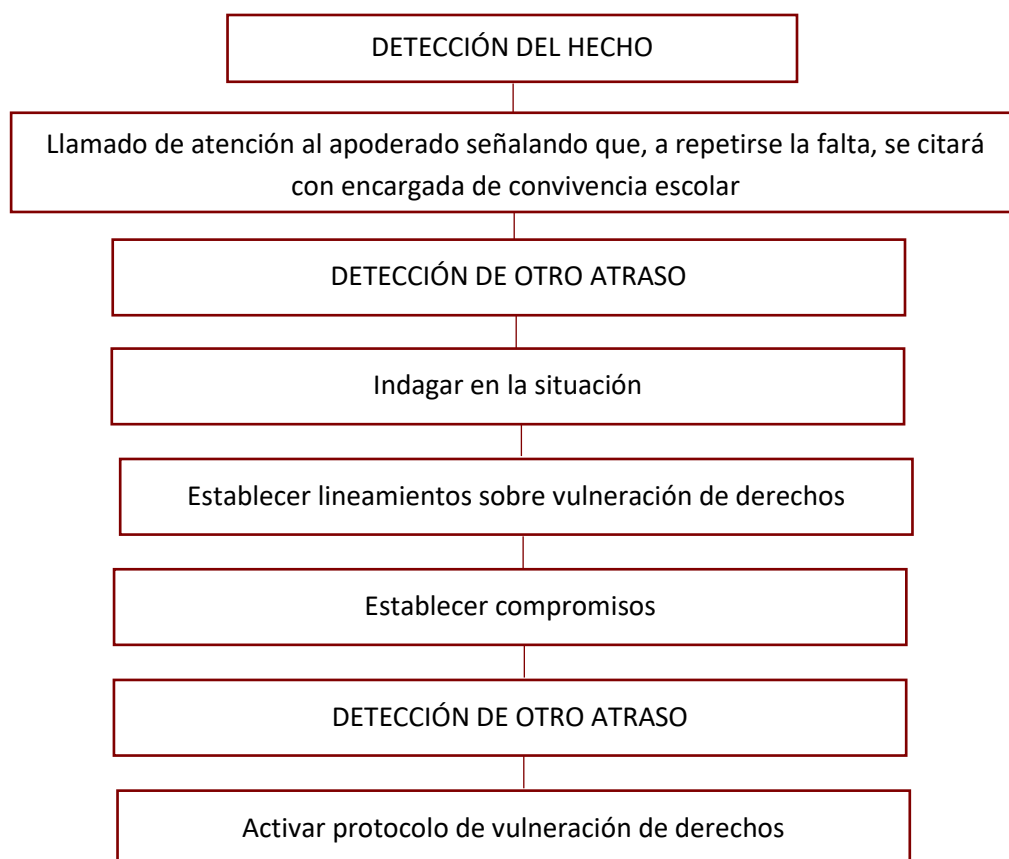 DETECCIÓN DEL HECHO
Llamado de atención al apoderado señalando que, a repetirse la falta, se citará
con encargada de convivencia escolar
DETECCIÓN DE OTRO ATRASO
Indagar en la situación
Establecer lineamientos sobre vulneración de derechos
Establecer compromisos
DETECCIÓN DE OTRO ATRASO
Activar protocolo de vulneración de derechos